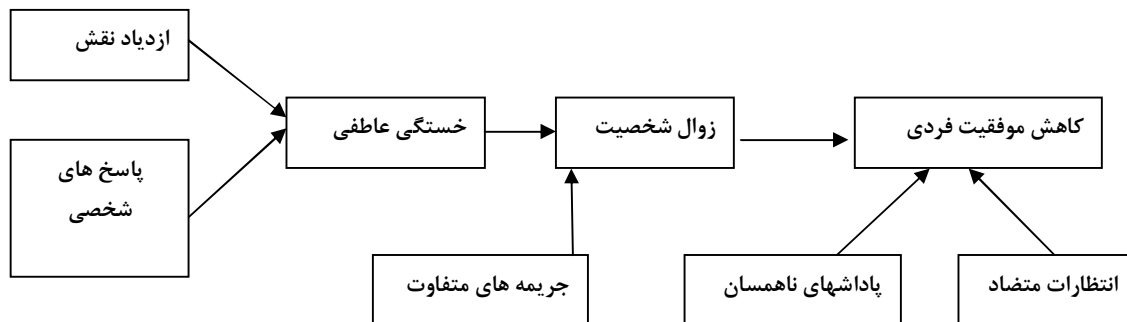 ازدیاد نقش
خستگی عاطفی
زوال شخصیت
کاهش موفقیت فردی
پاسخ های
شخصی
جریمه های متفاوت
پاداشهای ناهمسان
انتظارات متضاد